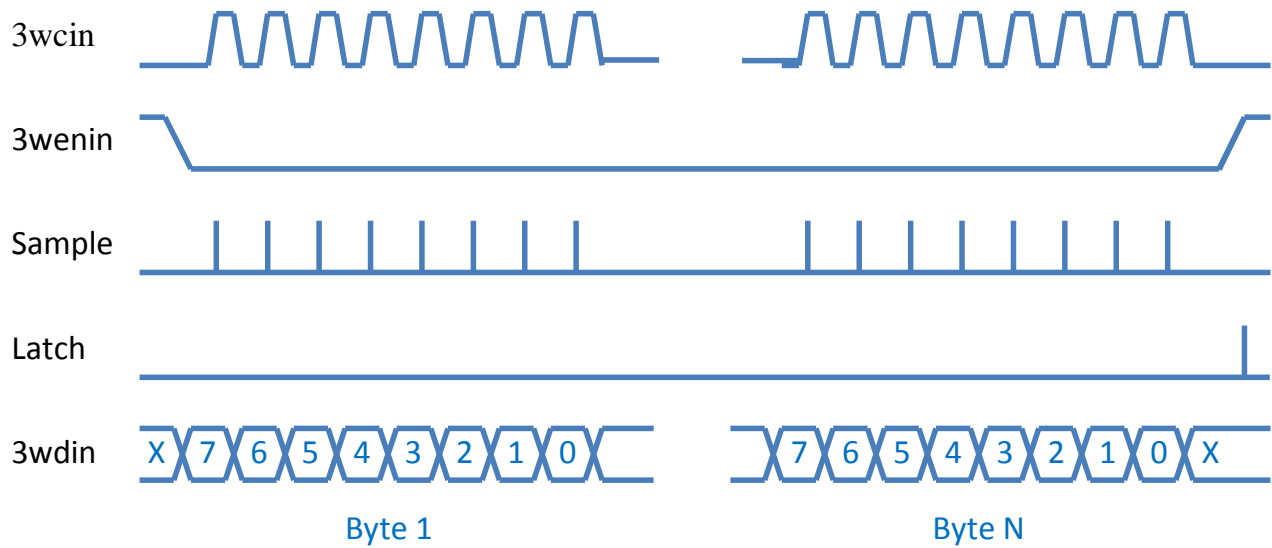 3wcin
3wenin
Sample
Latch
3wdin X 7 6 5 4 3 2 1 0 7 6 5 4 3 2 1 0 X
Byte 1 Byte N